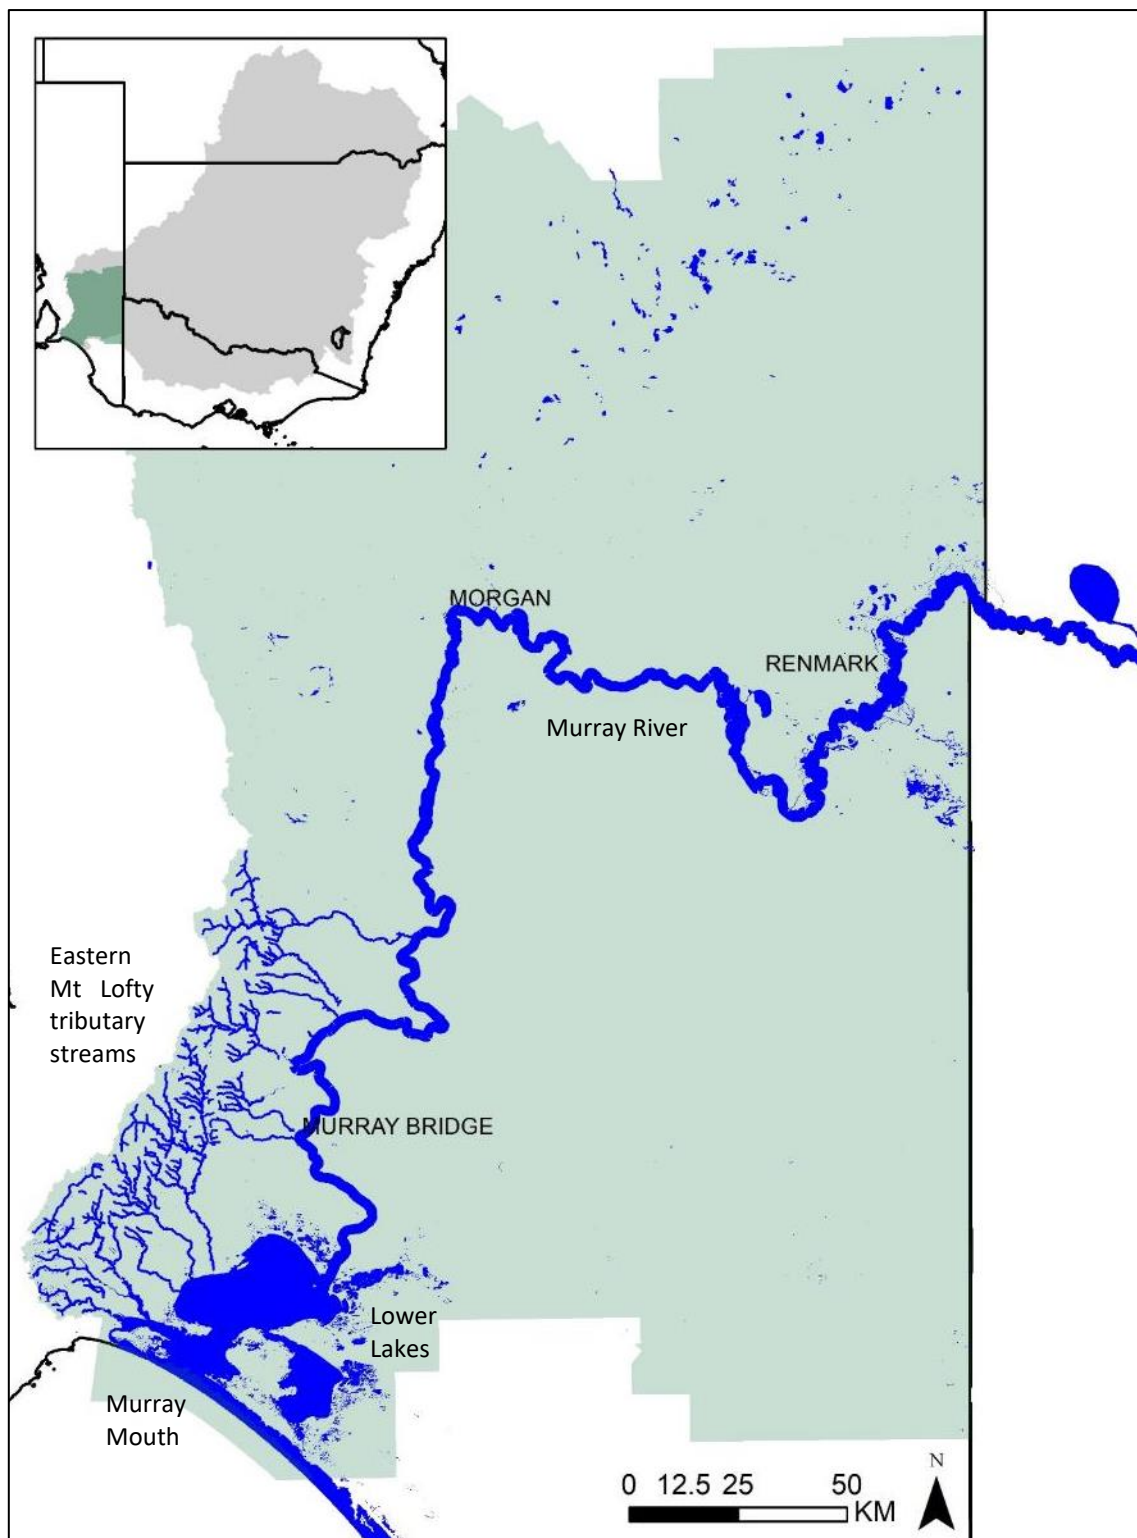 MORGAN
RENMARK
Murray River
Eastern
Mt Lofty
tributary
streams
MURRAY BRIDGE
Lower
Lakes
Murray
Mouth
N
0 12.5 25 50
KM